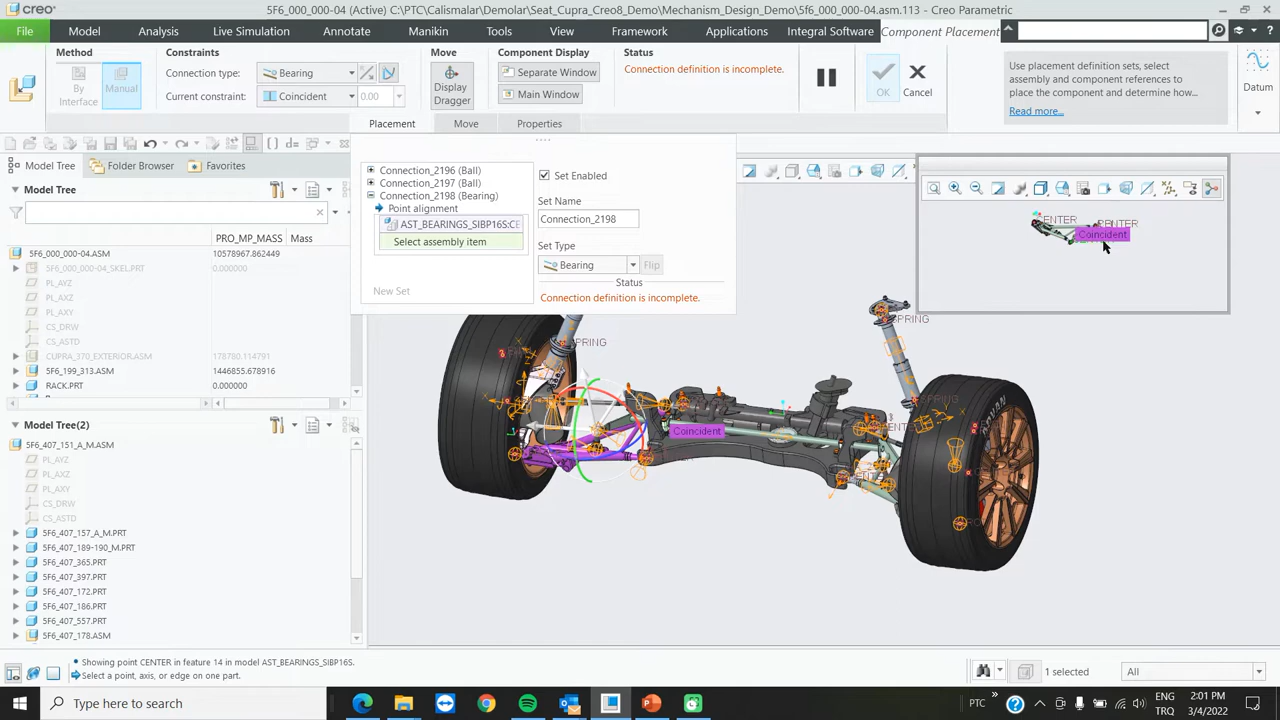 creo
5F6_000_000-04 (Active) C:\PTC\Calismalar\Demolar\Seat_Cupra_Creo8_Demo\Mechanism_Design_Demo\5F6_000_000-04.asm.113 - Creo Parametric
File Model Analysis Live Simulation Annotate Manikin Tools View Framework Applications Integral Software Component Placement
Method Constraints Move Component Display Status
By Interface
Manual
Connection type: Bearing
Current constraint: Coincident 0.00
Display Dragger
Separate Window
Main Window
Connection definition is incomplete.
OK
Cancel
Use placement definition sets, select
assembly and component references to
place the component and determine how...
Read more...
Datum
Placement Move Properties
Model Tree Folder Browser Favorites
Model Tree
PRO_MP_MASS Mass
5F6_000_000-04.ASM 10578967.862449
5F6_000_000-04_SKEL.PRT 0.000000
PL_AYZ
PL_AXZ
PL_AXY
CS_DRW
CS_ASTD
CUPRA_370_EXTERIOR.ASM 178780.114791
5F6_199_313.ASM 1446855.678916
RACK.PRT 0.000000
Model Tree(2)
5F6_407_151_A_M.ASM
PL_AYZ
PL_AXZ
PL_AXY
CS_DRW
CS_ASTD
5F6_407_157_A_M.PRT
5F6_407_189-190_M.PRT
5F6_407_365.PRT
5F6_407_397.PRT
5F6_407_172.PRT
5F6_407_186.PRT
5F6_407_557.PRT
5F6_407_178.ASM
Connection_2196 (Ball)
Connection_2197 (Ball)
Connection_2198 (Bearing)
Point alignment
AST_BEARINGS_SIBP16S:CE
Select assembly item
New Set
Set Enabled
Set Name
Connection_2198
Set Type
Bearing
Flip
Status
Connection definition is incomplete.
Coincident
Coincident
Showing point CENTER in feature 14 in model AST_BEARINGS_SIBP16S.
Select a point, axis, or edge on one part.
1 selected
All
Type here to search
PTC
ENG
TRQ
2:01 PM
3/4/2022